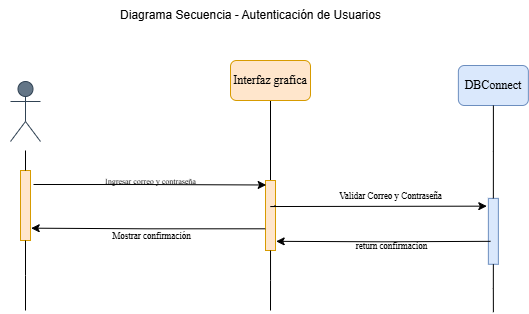 Diagrama Secuencia - Autenticación de Usuarios
Interfaz grafica
DBConnect
Ingresar correo y contraseña
Validar Correo y Contraseña
Mostrar confirmación
return confirmacion